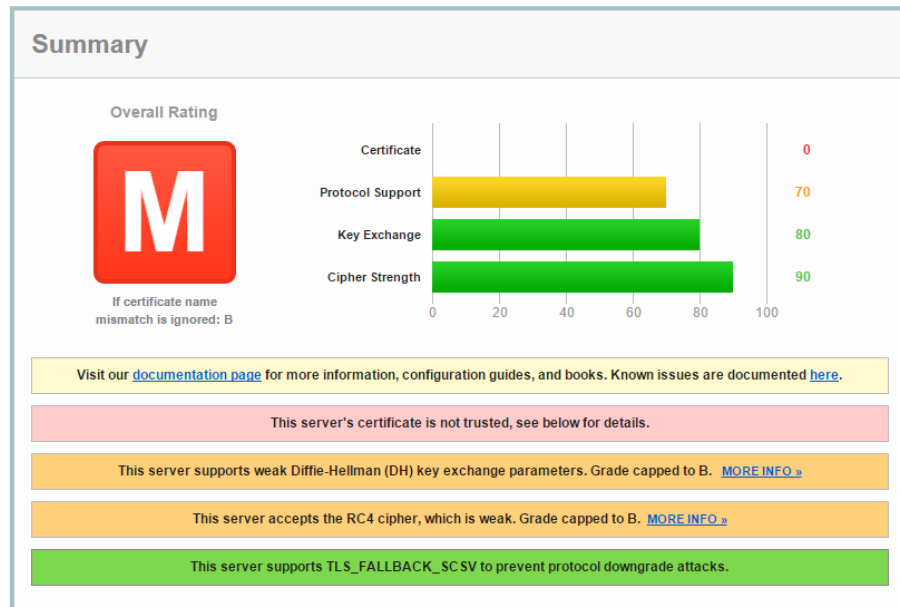 Summary
Overall Rating
M
If certificate name
mismatch is ignored: B
Certificate 0
Protocol Support 70
Key Exchange 80
Cipher Strength 90
0 20 40 60 80 100
Visit our documentation page for more information, configuration guides, and books. Known issues are documented here.
This server's certificate is not trusted, see below for details.
This server supports weak Diffie-Hellman (DH) key exchange parameters. Grade capped to B. MORE INFO »
This server accepts the RC4 cipher, which is weak. Grade capped to B. MORE INFO »
This server supports TLS_FALLBACK_SCSV to prevent protocol downgrade attacks.